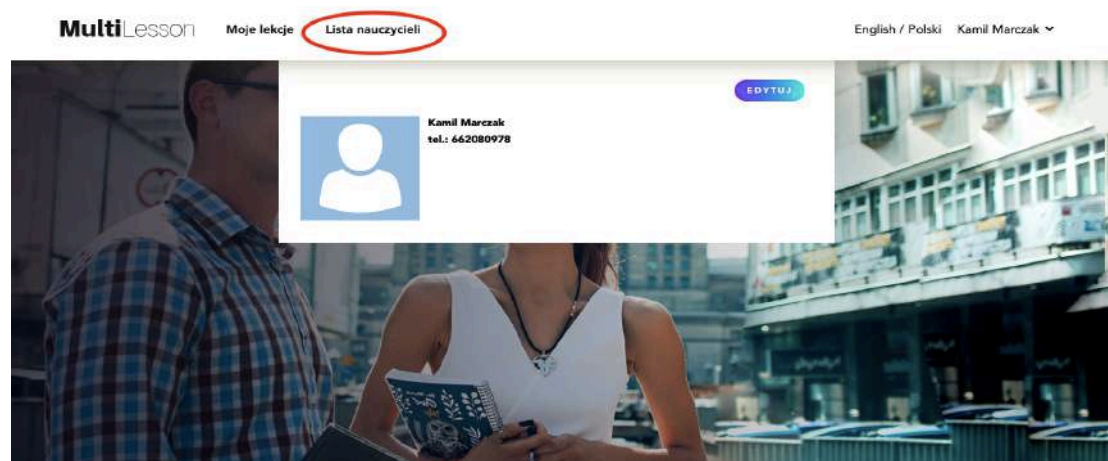 MultiLesson Moje lekcje Lista nauczycieli English / Polski Kamil Marczak
EDYTUJ
Kamil Marczak
tel.: 662080978